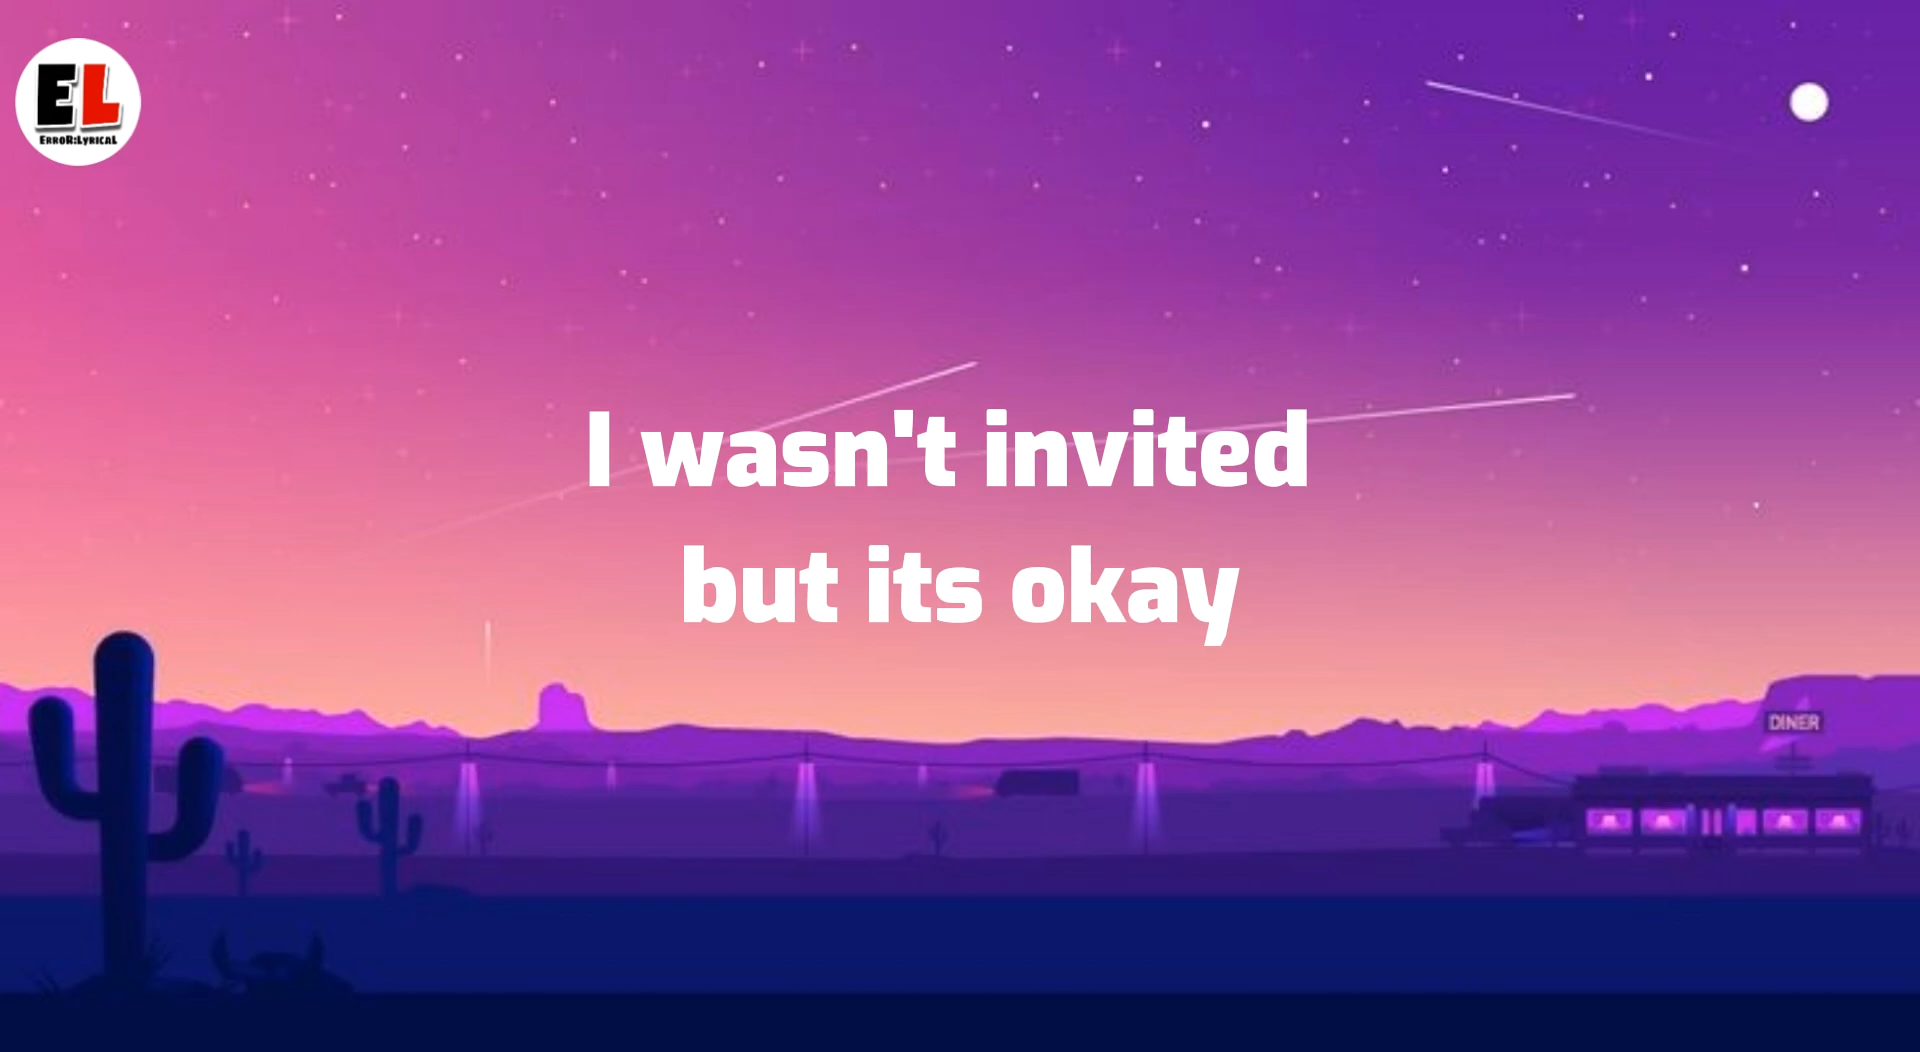 EL
ErroR:LyricaL
I wasn't invited
but its okay
DINER